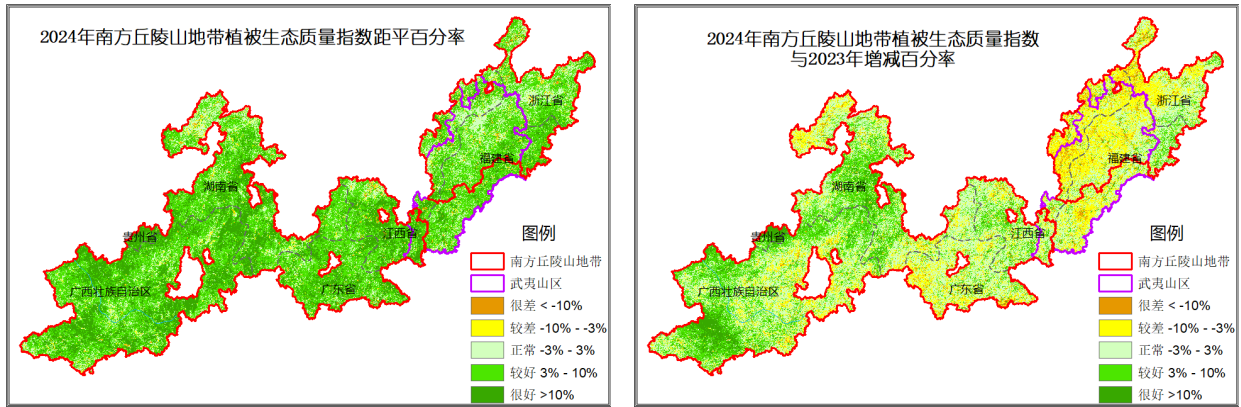 2024年南方丘陵山地带植被生态质量指数距平百分率
浙江省
福建省
湖南省
贵州省
江西省
广西壮族自治区
广东省
图例
南方丘陵山地带
武夷山区
很差 < -10%
较差 -10% - -3%
正常 -3% - 3%
较好 3% - 10%
很好 >10%
2024年南方丘陵山地带植被生态质量指数
与2023年增减百分率
浙江省
福建省
湖南省
贵州省
江西省
广西壮族自治区
广东省
图例
南方丘陵山地带
武夷山区
很差 < -10%
较差 -10% - -3%
正常 -3% - 3%
较好 3% - 10%
很好 >10%